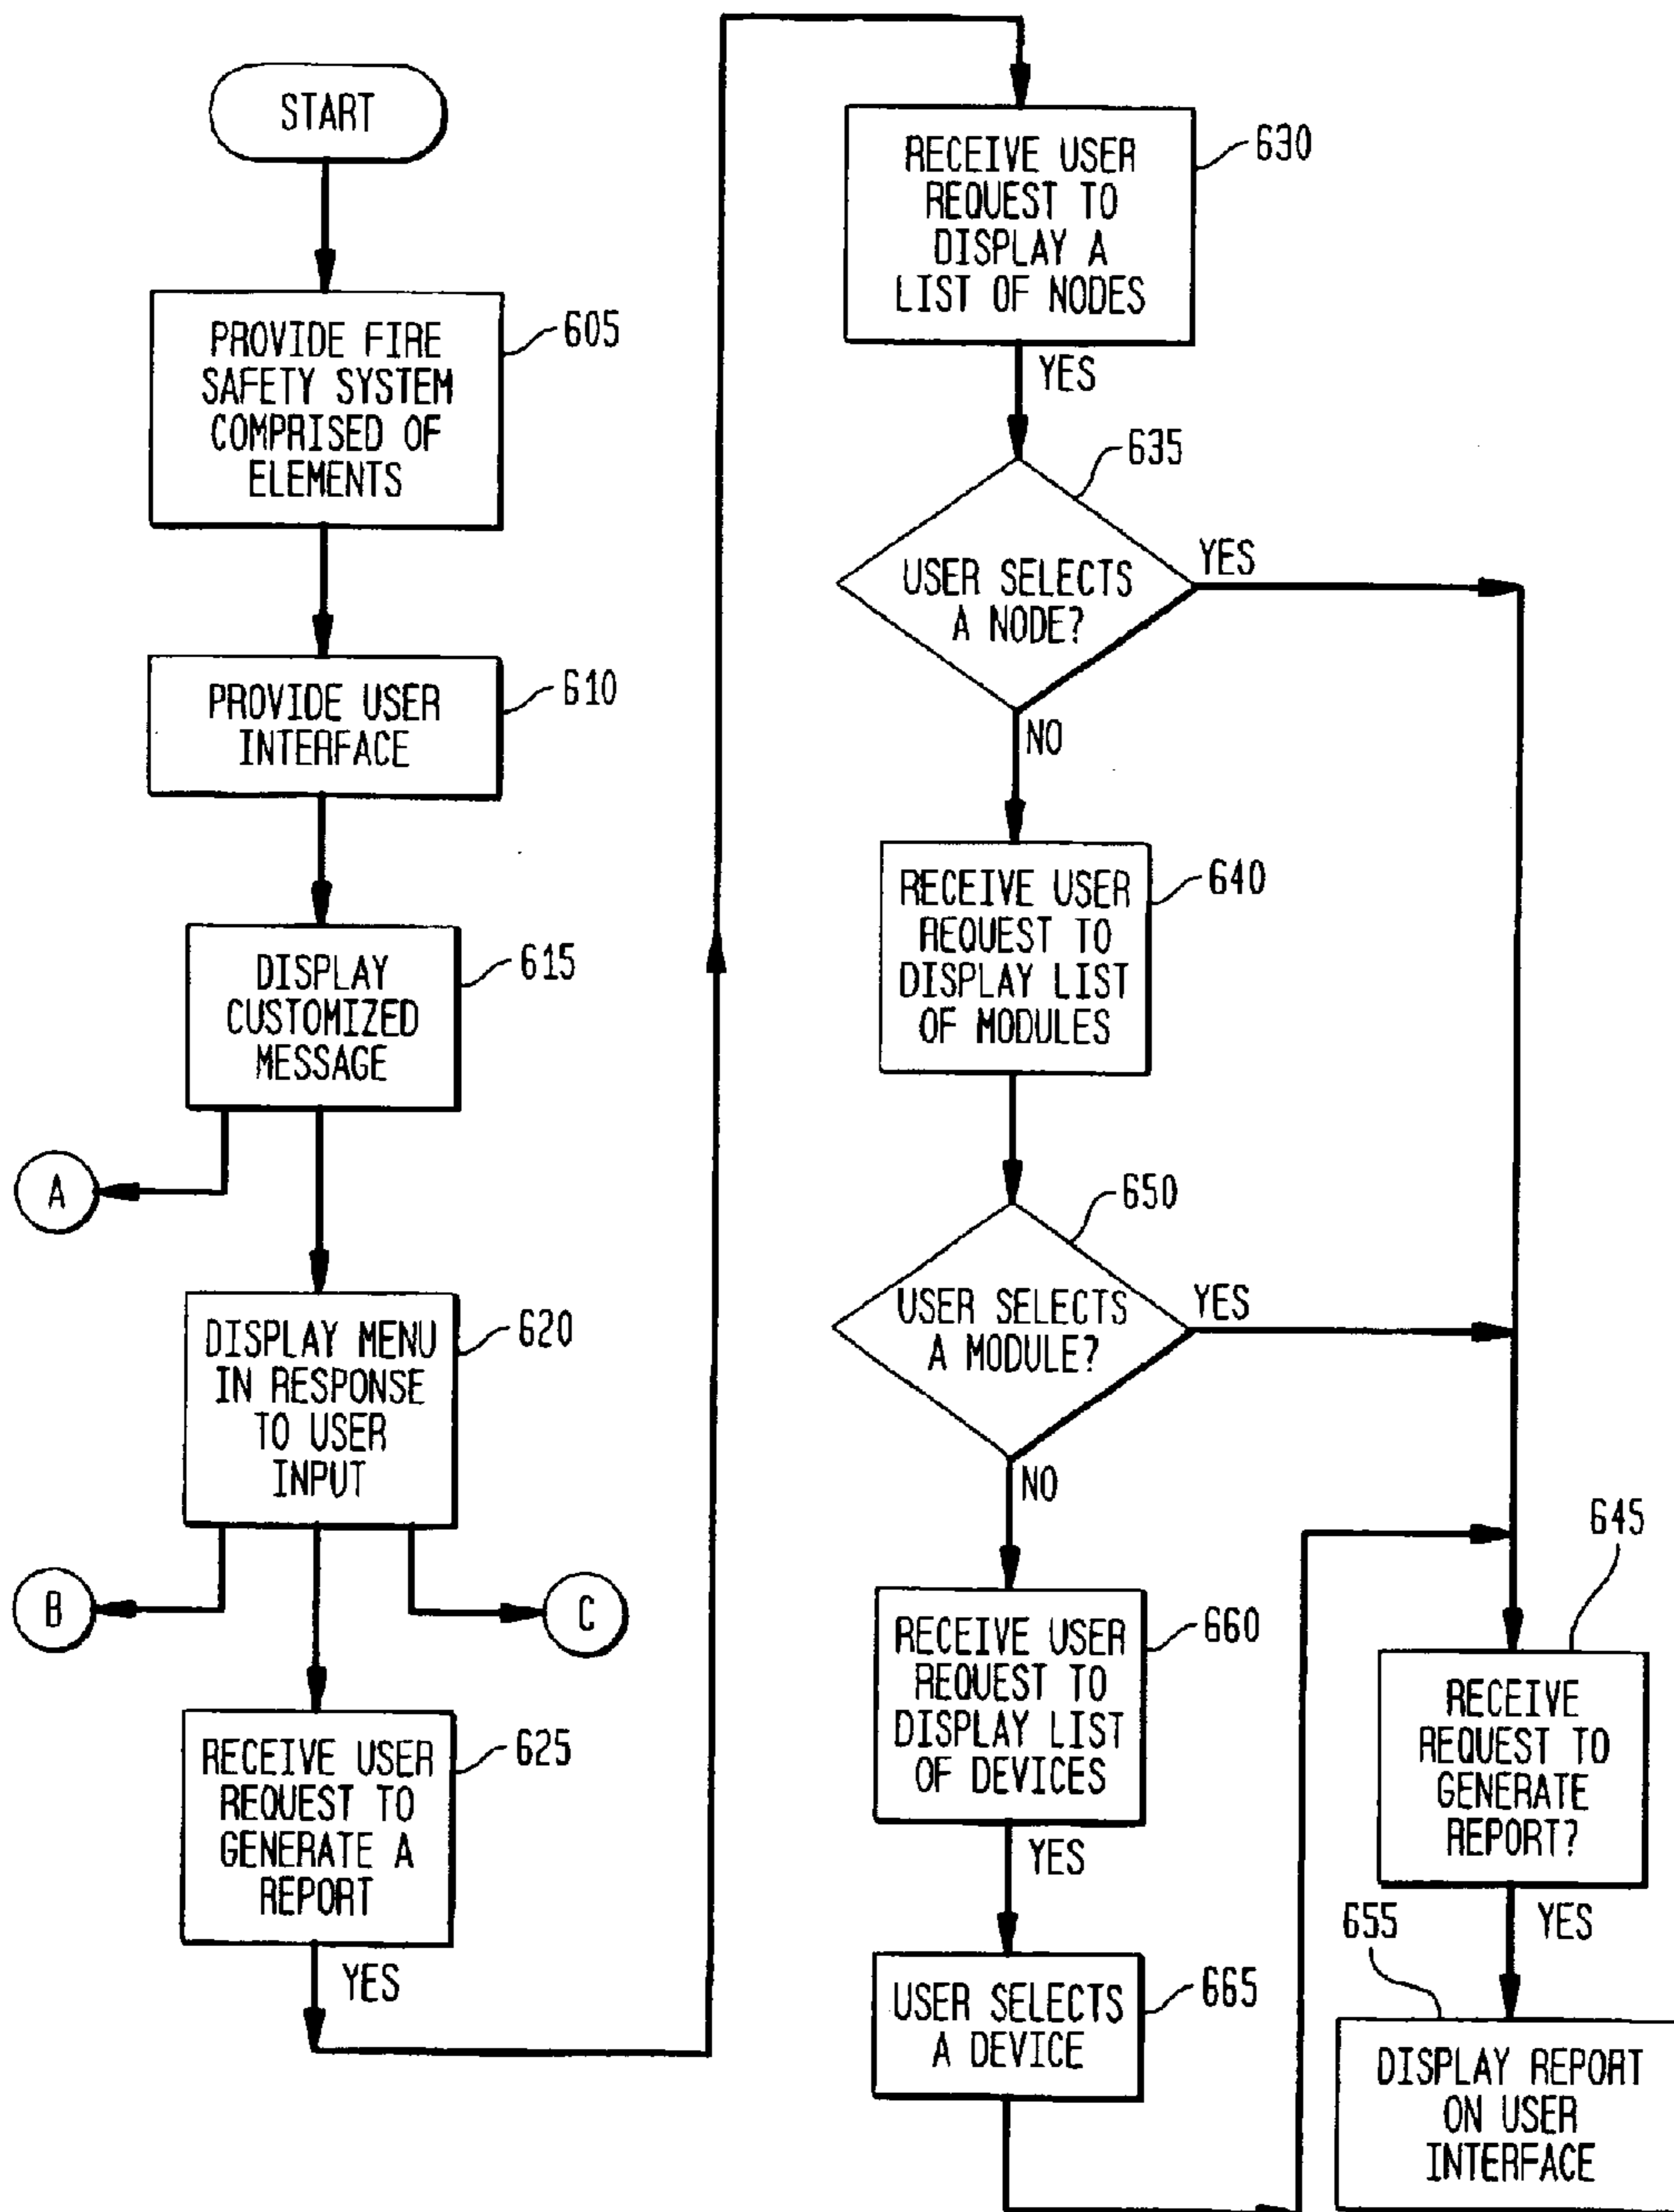 START
PROVIDE FIRE
SAFETY SYSTEM
COMPRISED OF
ELEMENTS
605
PROVIDE USER
INTERFACE
610
DISPLAY
CUSTOMIZED
MESSAGE
615
A
DISPLAY MENU
IN RESPONSE
TO USER
INPUT
620
B
C
RECEIVE USER
REQUEST TO
GENERATE A
REPORT
625
YES
RECEIVE USER
REQUEST TO
DISPLAY A
LIST OF NODES
630
YES
635
USER SELECTS
A NODE?
YES
NO
RECEIVE USER
REQUEST TO
DISPLAY LIST
OF MODULES
640
650
USER SELECTS
A MODULE?
YES
NO
RECEIVE USER
REQUEST TO
DISPLAY LIST
OF DEVICES
660
YES
USER SELECTS
A DEVICE
665
645
RECEIVE
REQUEST TO
GENERATE
REPORT?
YES
655
DISPLAY REPORT
ON USER
INTERFACE